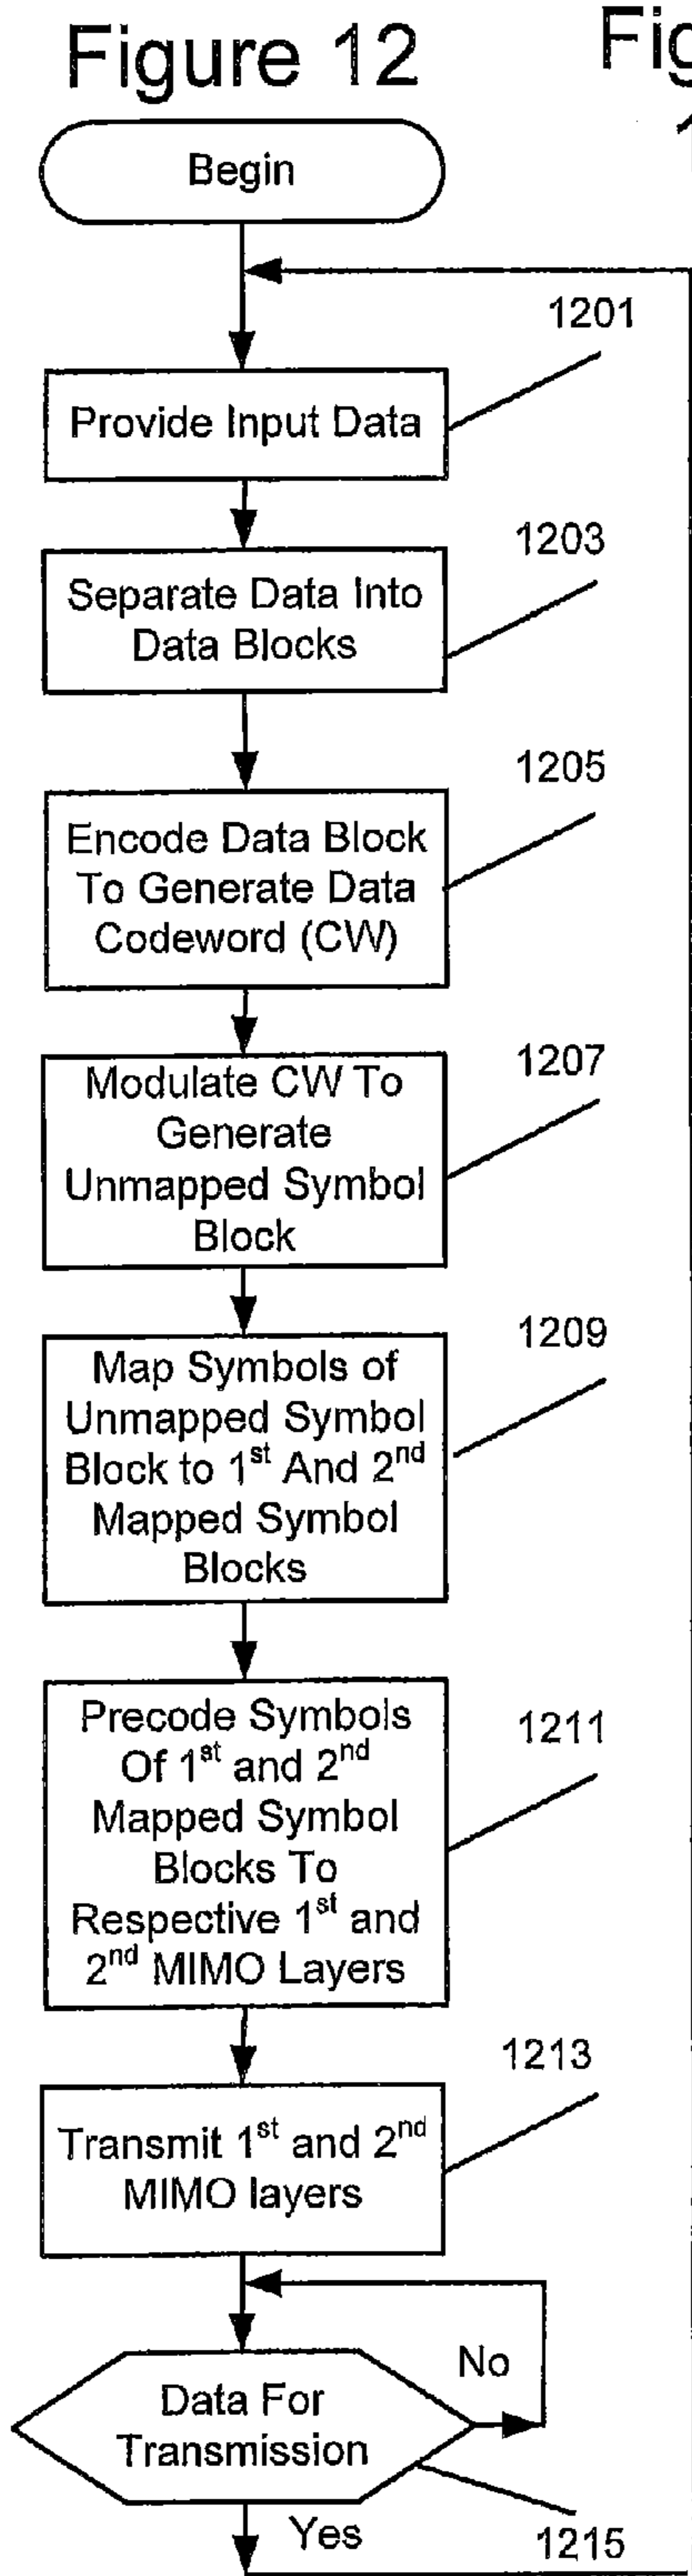 Figure 12
Fig
Begin
1201
Provide Input Data
1203
Separate Data Into
Data Blocks
1205
Encode Data Block
To Generate Data
Codeword (CW)
1207
Modulate CW To
Generate
Unmapped Symbol
Block
1209
Map Symbols of
Unmapped Symbol
Block to 1st And 2nd
Mapped Symbol
Blocks
1211
Precode Symbols
Of 1st and 2nd
Mapped Symbol
Blocks To
Respective 1st and
2nd MIMO Layers
1213
Transmit 1st and 2nd
MIMO layers
No
Data For
Transmission
Yes
1215